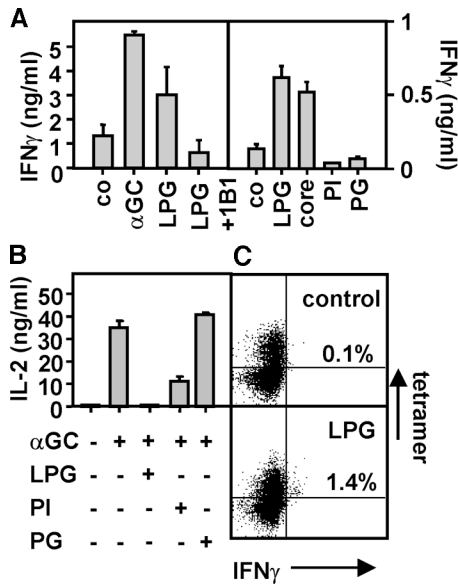 A
IFNγ (ng/ml)
5
4
3
2
1
0
co
αGC
LPG
LPG
+1B1
co
LPG
core
PI
PG
1
0.5
0
IFNγ (ng/ml)
B
IL-2 (ng/ml)
50
40
30
20
10
0
αGC - + + + +
LPG - - + - -
PI - - - + -
PG - - - - +
C
control
0.1%
LPG
1.4%
tetramer
IFNγ